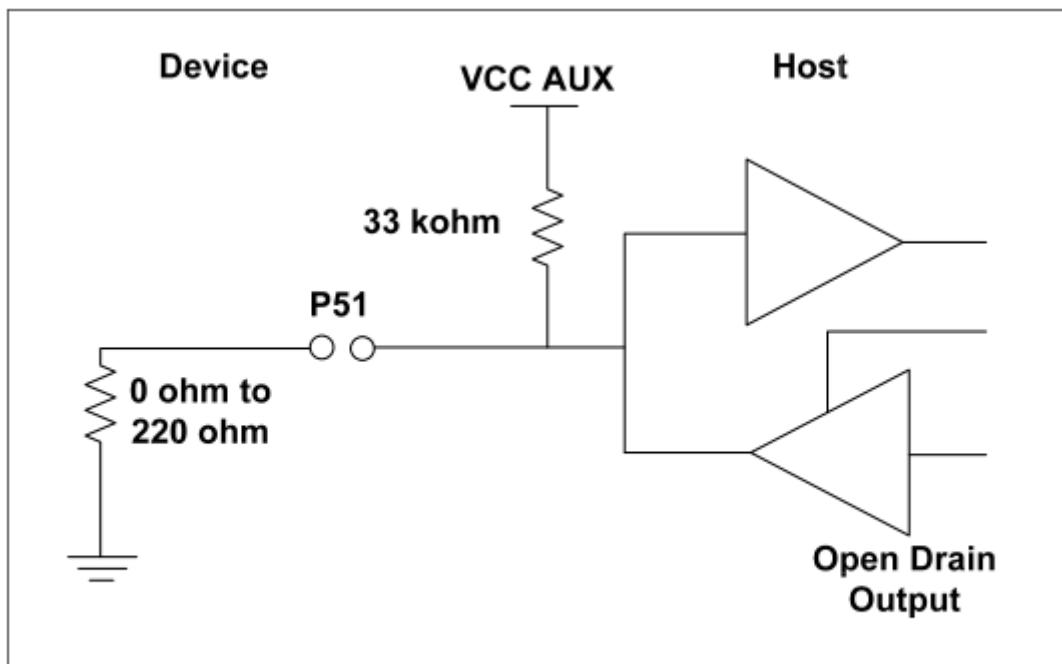 Device
VCC AUX
Host
33 kohm
P51
0 ohm to
220 ohm
Open Drain
Output